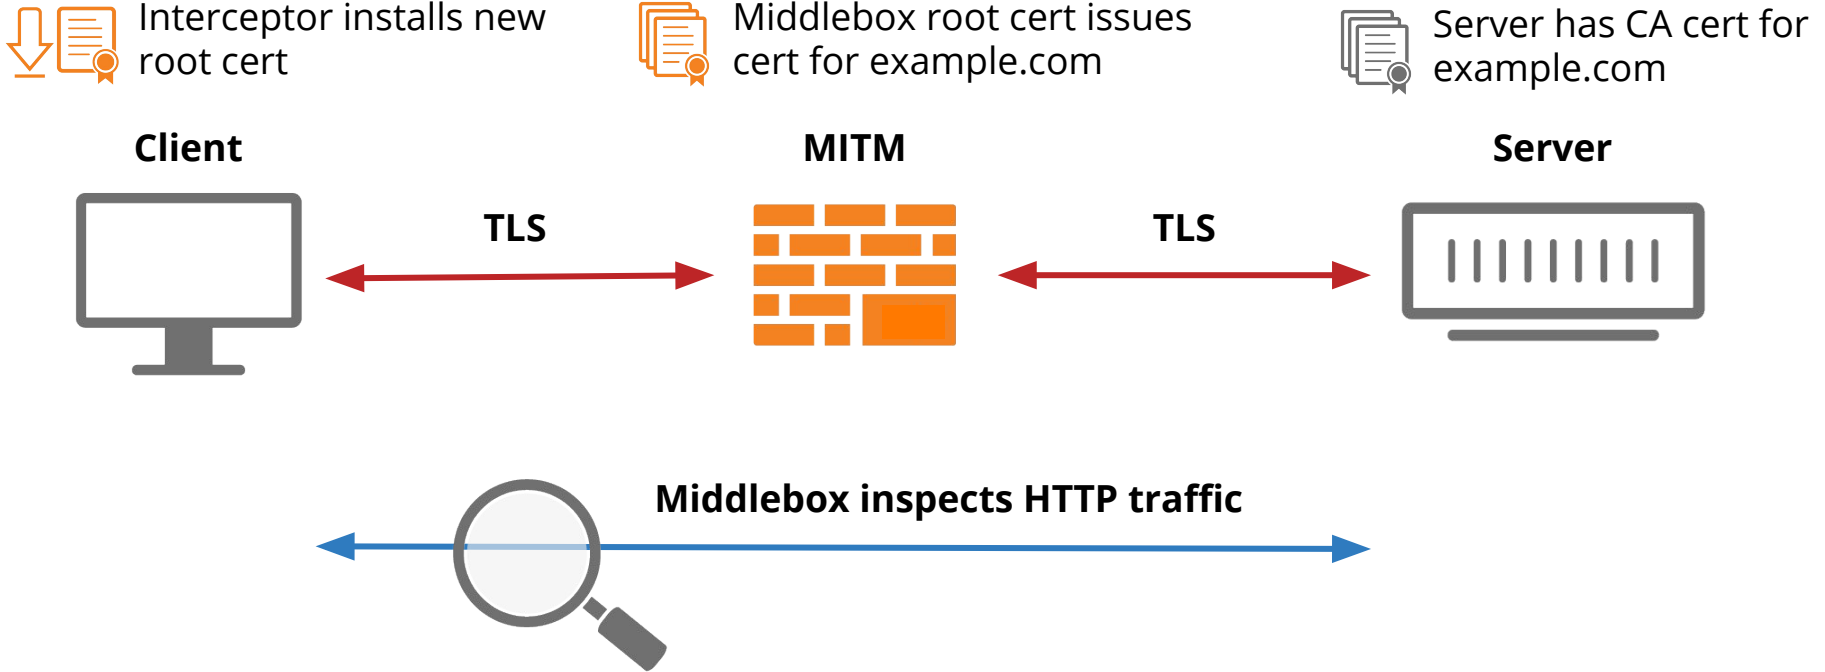 Interceptor installs new
root cert
Middlebox root cert issues
cert for example.com
Server has CA cert for
example.com
Client
MITM
Server
TLS
TLS
Middlebox inspects HTTP traffic